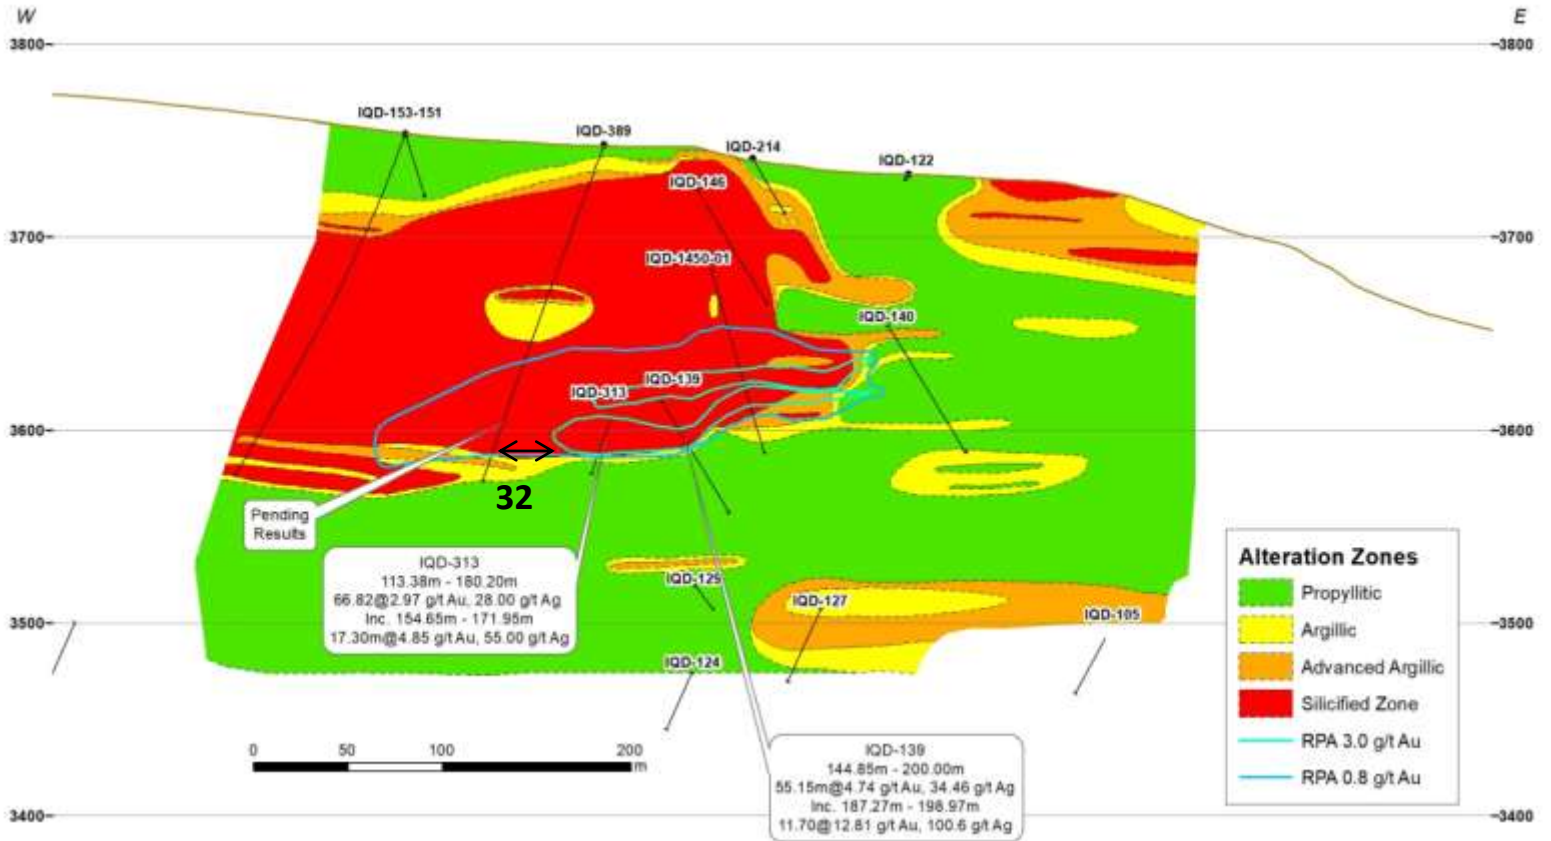 W
E
3800
3800
IQD-153-151
IQD-389
IQD-214
IQD-122
IQD-146
3700
3700
IQD-1450-01
IQD-140
IQD-139
IQD-313
3600
3600
32
Pending
Results
IQD-313
113.38m - 180.20m
66.82@2.97 g/t Au, 28.00 g/t Ag
Inc. 154.65m - 171.95m
17.30m@4.85 g/t Au, 55.00 g/t Ag
IQD-129
IQD-127
IQD-105
3500
3500
IQD-124
0 50 100 200
m
IQD-139
144.85m - 200.00m
55.15m@4.74 g/t Au, 34.46 g/t Ag
Inc. 187.27m - 198.97m
11.70@12.81 g/t Au, 100.6 g/t Ag
Alteration Zones
Propyllitic
Argillic
Advanced Argillic
Silicified Zone
RPA 3.0 g/t Au
RPA 0.8 g/t Au
3400
3400